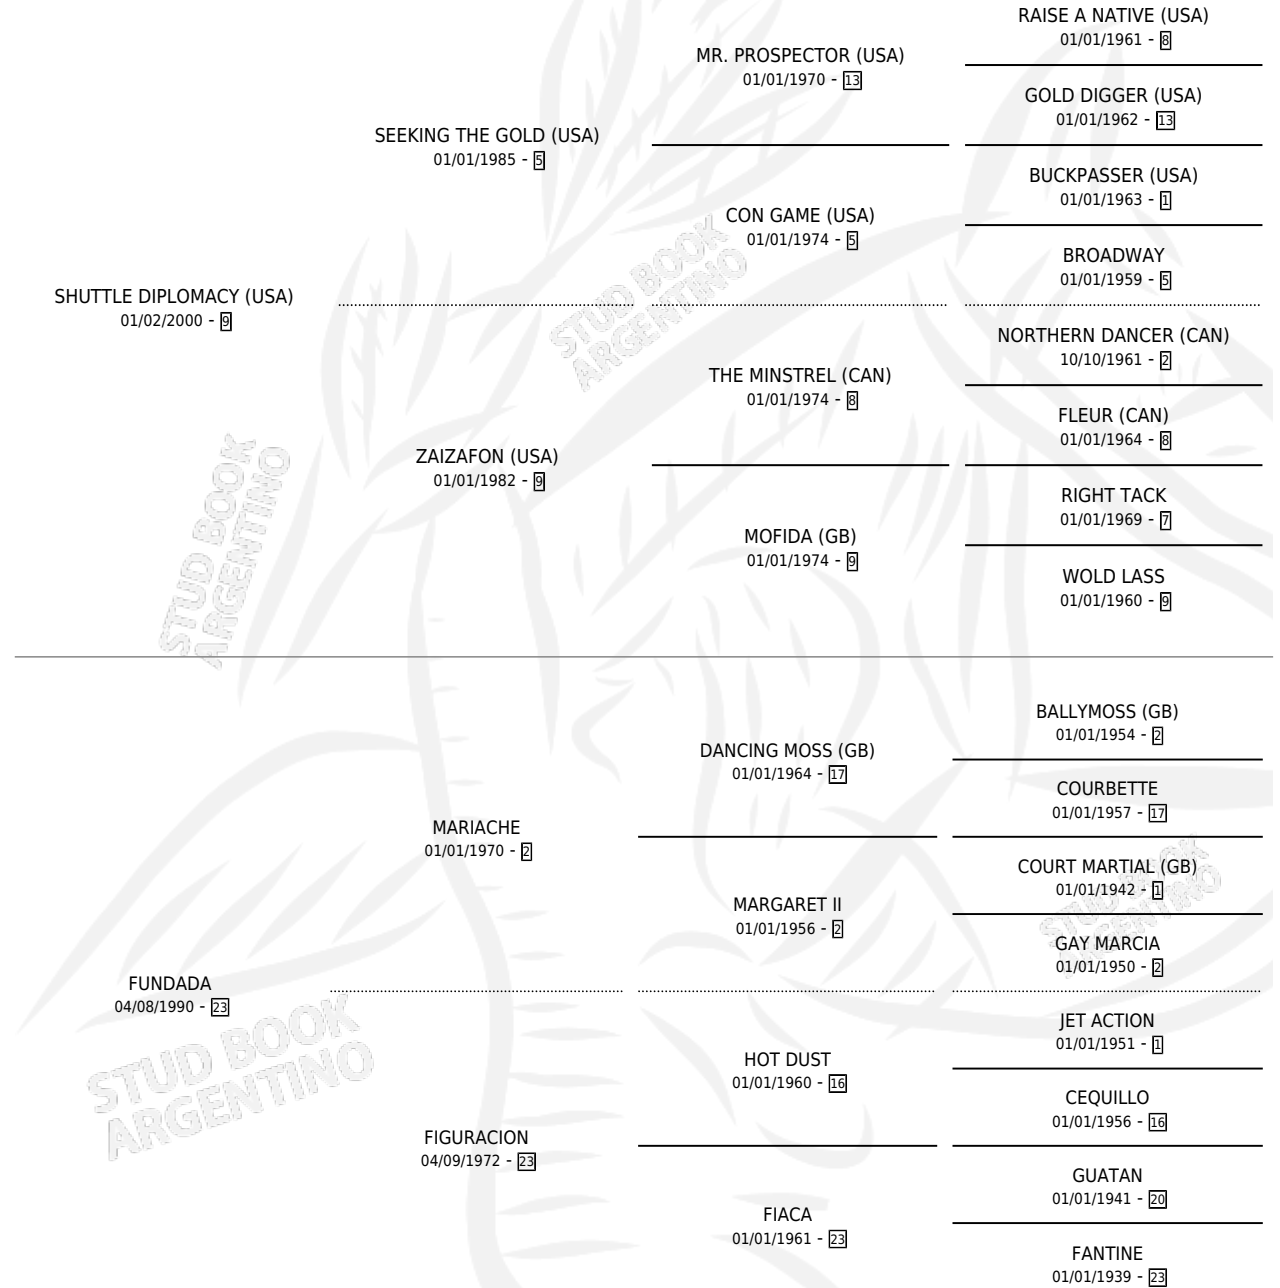 RAISE A NATIVE (USA)
01/01/1961 - 8
MR. PROSPECTOR (USA)
01/01/1970 - 13
GOLD DIGGER (USA)
01/01/1962 - 13
SEEKING THE GOLD (USA)
01/01/1985 - 5
BUCKPASSER (USA)
01/01/1963 - 1
CON GAME (USA)
01/01/1974 - 5
BROADWAY
01/01/1959 - 5
SHUTTLE DIPLOMACY (USA)
01/02/2000 - 9
STUD BOOK
ARGENTINO
NORTHERN DANCER (CAN)
10/10/1961 - 2
THE MINSTREL (CAN)
01/01/1974 - 8
FLEUR (CAN)
01/01/1964 - 8
ZAIZAFON (USA)
01/01/1982 - 9
RIGHT TACK
01/01/1969 - 7
MOFIDA (GB)
01/01/1974 - 9
WOLD LASS
01/01/1960 - 9
STUD BOOK
ARGENTINO
BALLYMOSS (GB)
01/01/1954 - 2
DANCING MOSS (GB)
01/01/1964 - 17
COURBETTE
01/01/1957 - 17
MARIACHE
01/01/1970 - 2
COURT MARTIAL (GB)
01/01/1942 - 1
MARGARET II
01/01/1956 - 2
GAY MARCIA
01/01/1950 - 2
STUD BOOK
ARGENTINO
FUNDADA
04/08/1990 - 23
JET ACTION
01/01/1951 - 1
HOT DUST
01/01/1960 - 16
CEQUILLO
01/01/1956 - 16
STUD BOOK
ARGENTINO
FIGURACION
04/09/1972 - 23
GUATAN
01/01/1941 - 20
FIACA
01/01/1961 - 23
FANTINE
01/01/1939 - 23